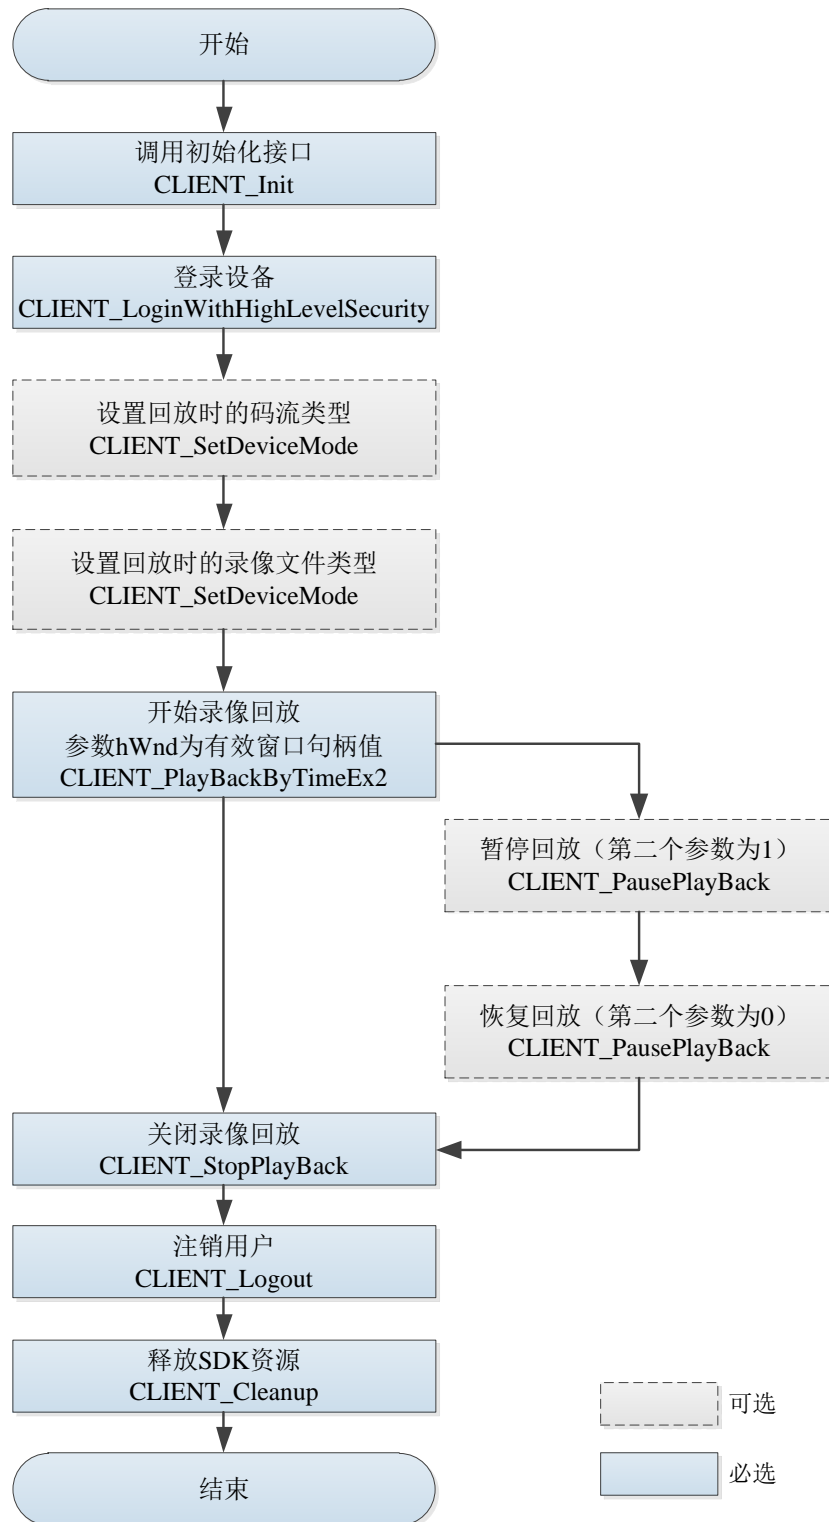 开始
调用初始化接口
CLIENT_Init
登录设备
CLIENT_LoginWithHighLevelSecurity
设置回放时的码流类型
CLIENT_SetDeviceMode
设置回放时的录像文件类型
CLIENT_SetDeviceMode
开始录像回放
参数hWnd为有效窗口句柄值
CLIENT_PlayBackByTimeEx2
暂停回放（第二个参数为1）
CLIENT_PausePlayBack
恢复回放（第二个参数为0）
CLIENT_PausePlayBack
关闭录像回放
CLIENT_StopPlayBack
注销用户
CLIENT_Logout
释放SDK资源
CLIENT_Cleanup
结束
可选
必选